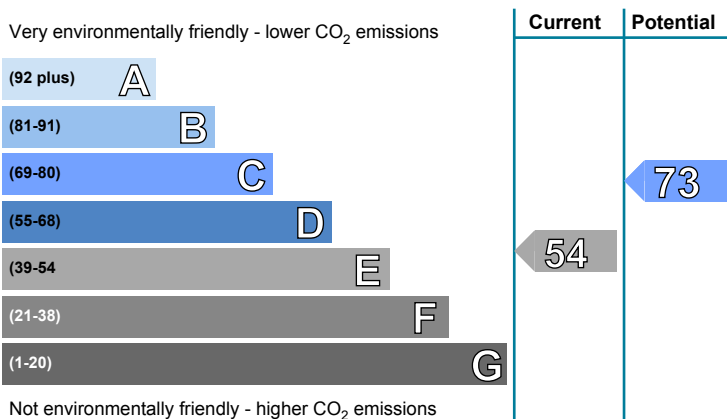 Very environmentally friendly - lower CO2 emissions
Current
Potential
(92 plus) A
(81-91) B
(69-80) C
73
(55-68) D
54
(39-54 E
(21-38) F
(1-20) G
Not environmentally friendly - higher CO2 emissions